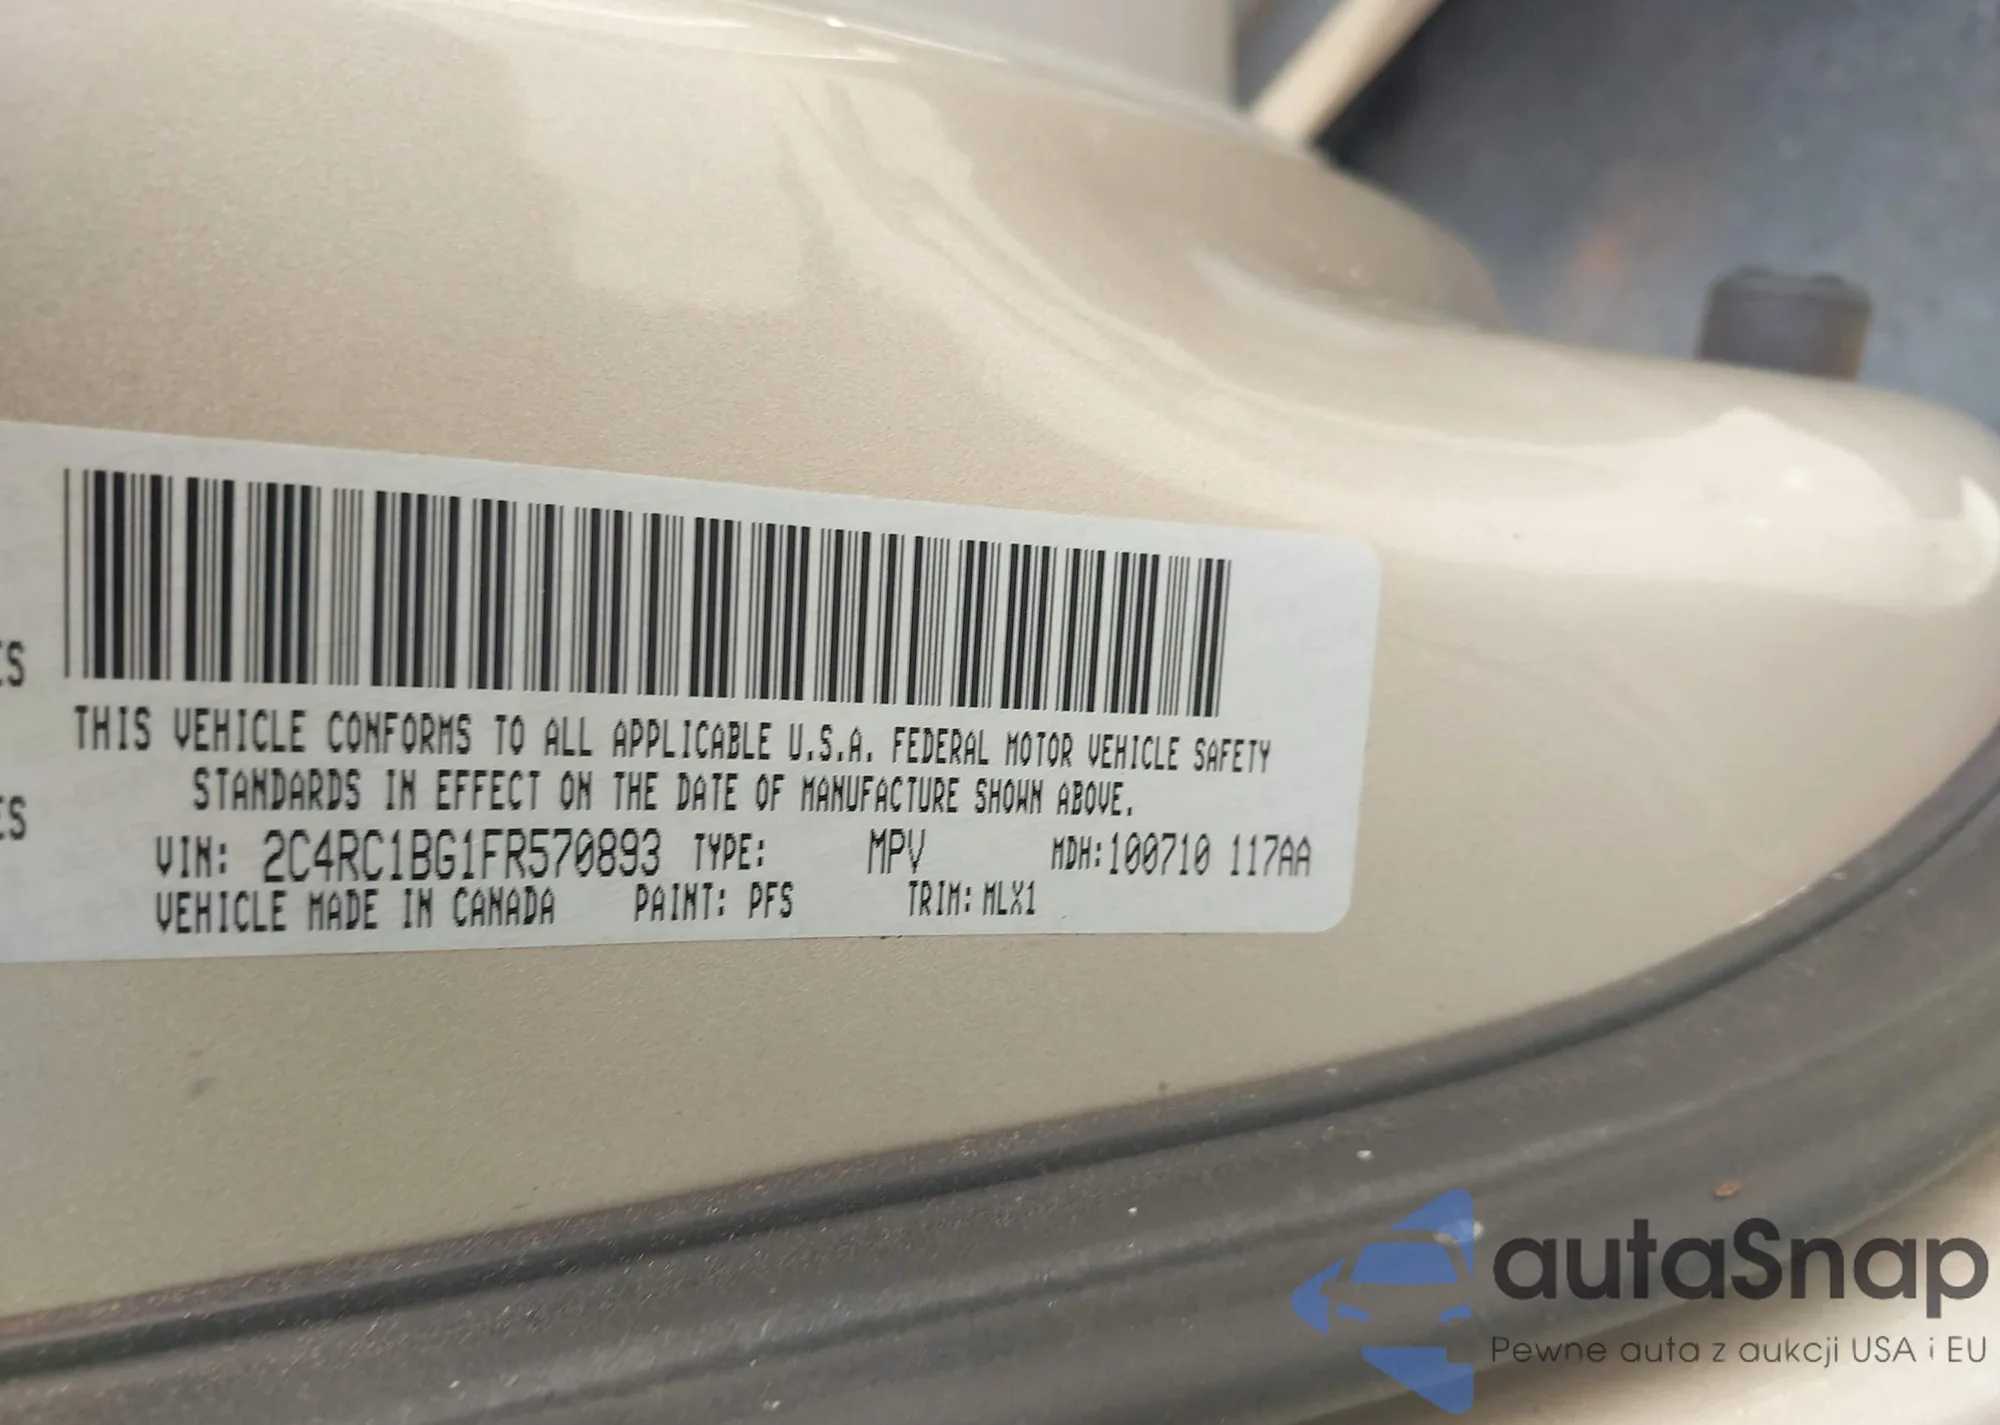 ES
THIS VEHICLE CONFORMS TO ALL APPLICABLE U.S.A. FEDERAL MOTOR VEHICLE SAFETY
STANDARDS IN EFFECT ON THE DATE OF MANUFACTURE SHOWN ABOVE.
ES
VIN: 2C4RC1BG1FR570893 TYPE: MPV MDH:100710 117AA
VEHICLE MADE IN CANADA PAINT: PFS TRIM: MLX1
autaSnap
Pewne auta z aukcji USA i EU